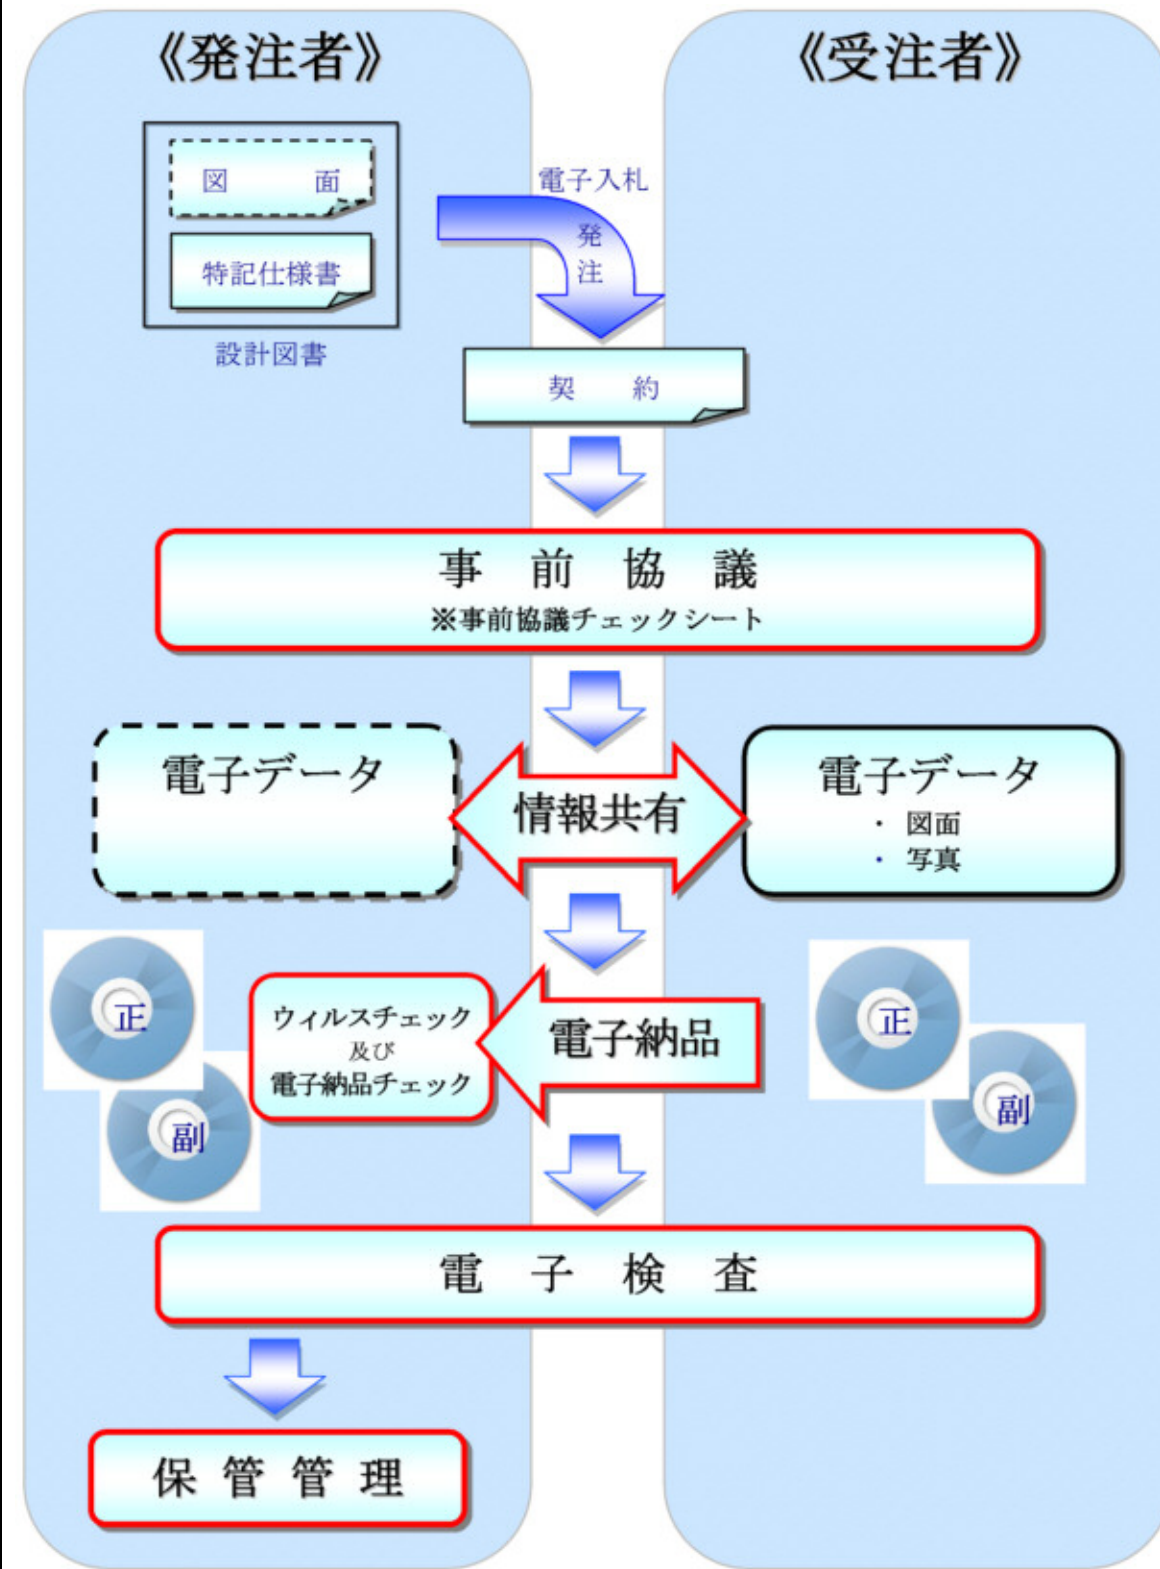 《発注者》
《受注者》
図 面
特記仕様書
設計図書
電子入札
発
注
契 約
事 前 協 議
※事前協議チェックシート
電子データ
情報共有
電子データ
・ 図面
・ 写真
正
副
ウィルスチェック
及び
電子納品チェック
電子納品
正
副
電 子 検 査
保 管 管 理